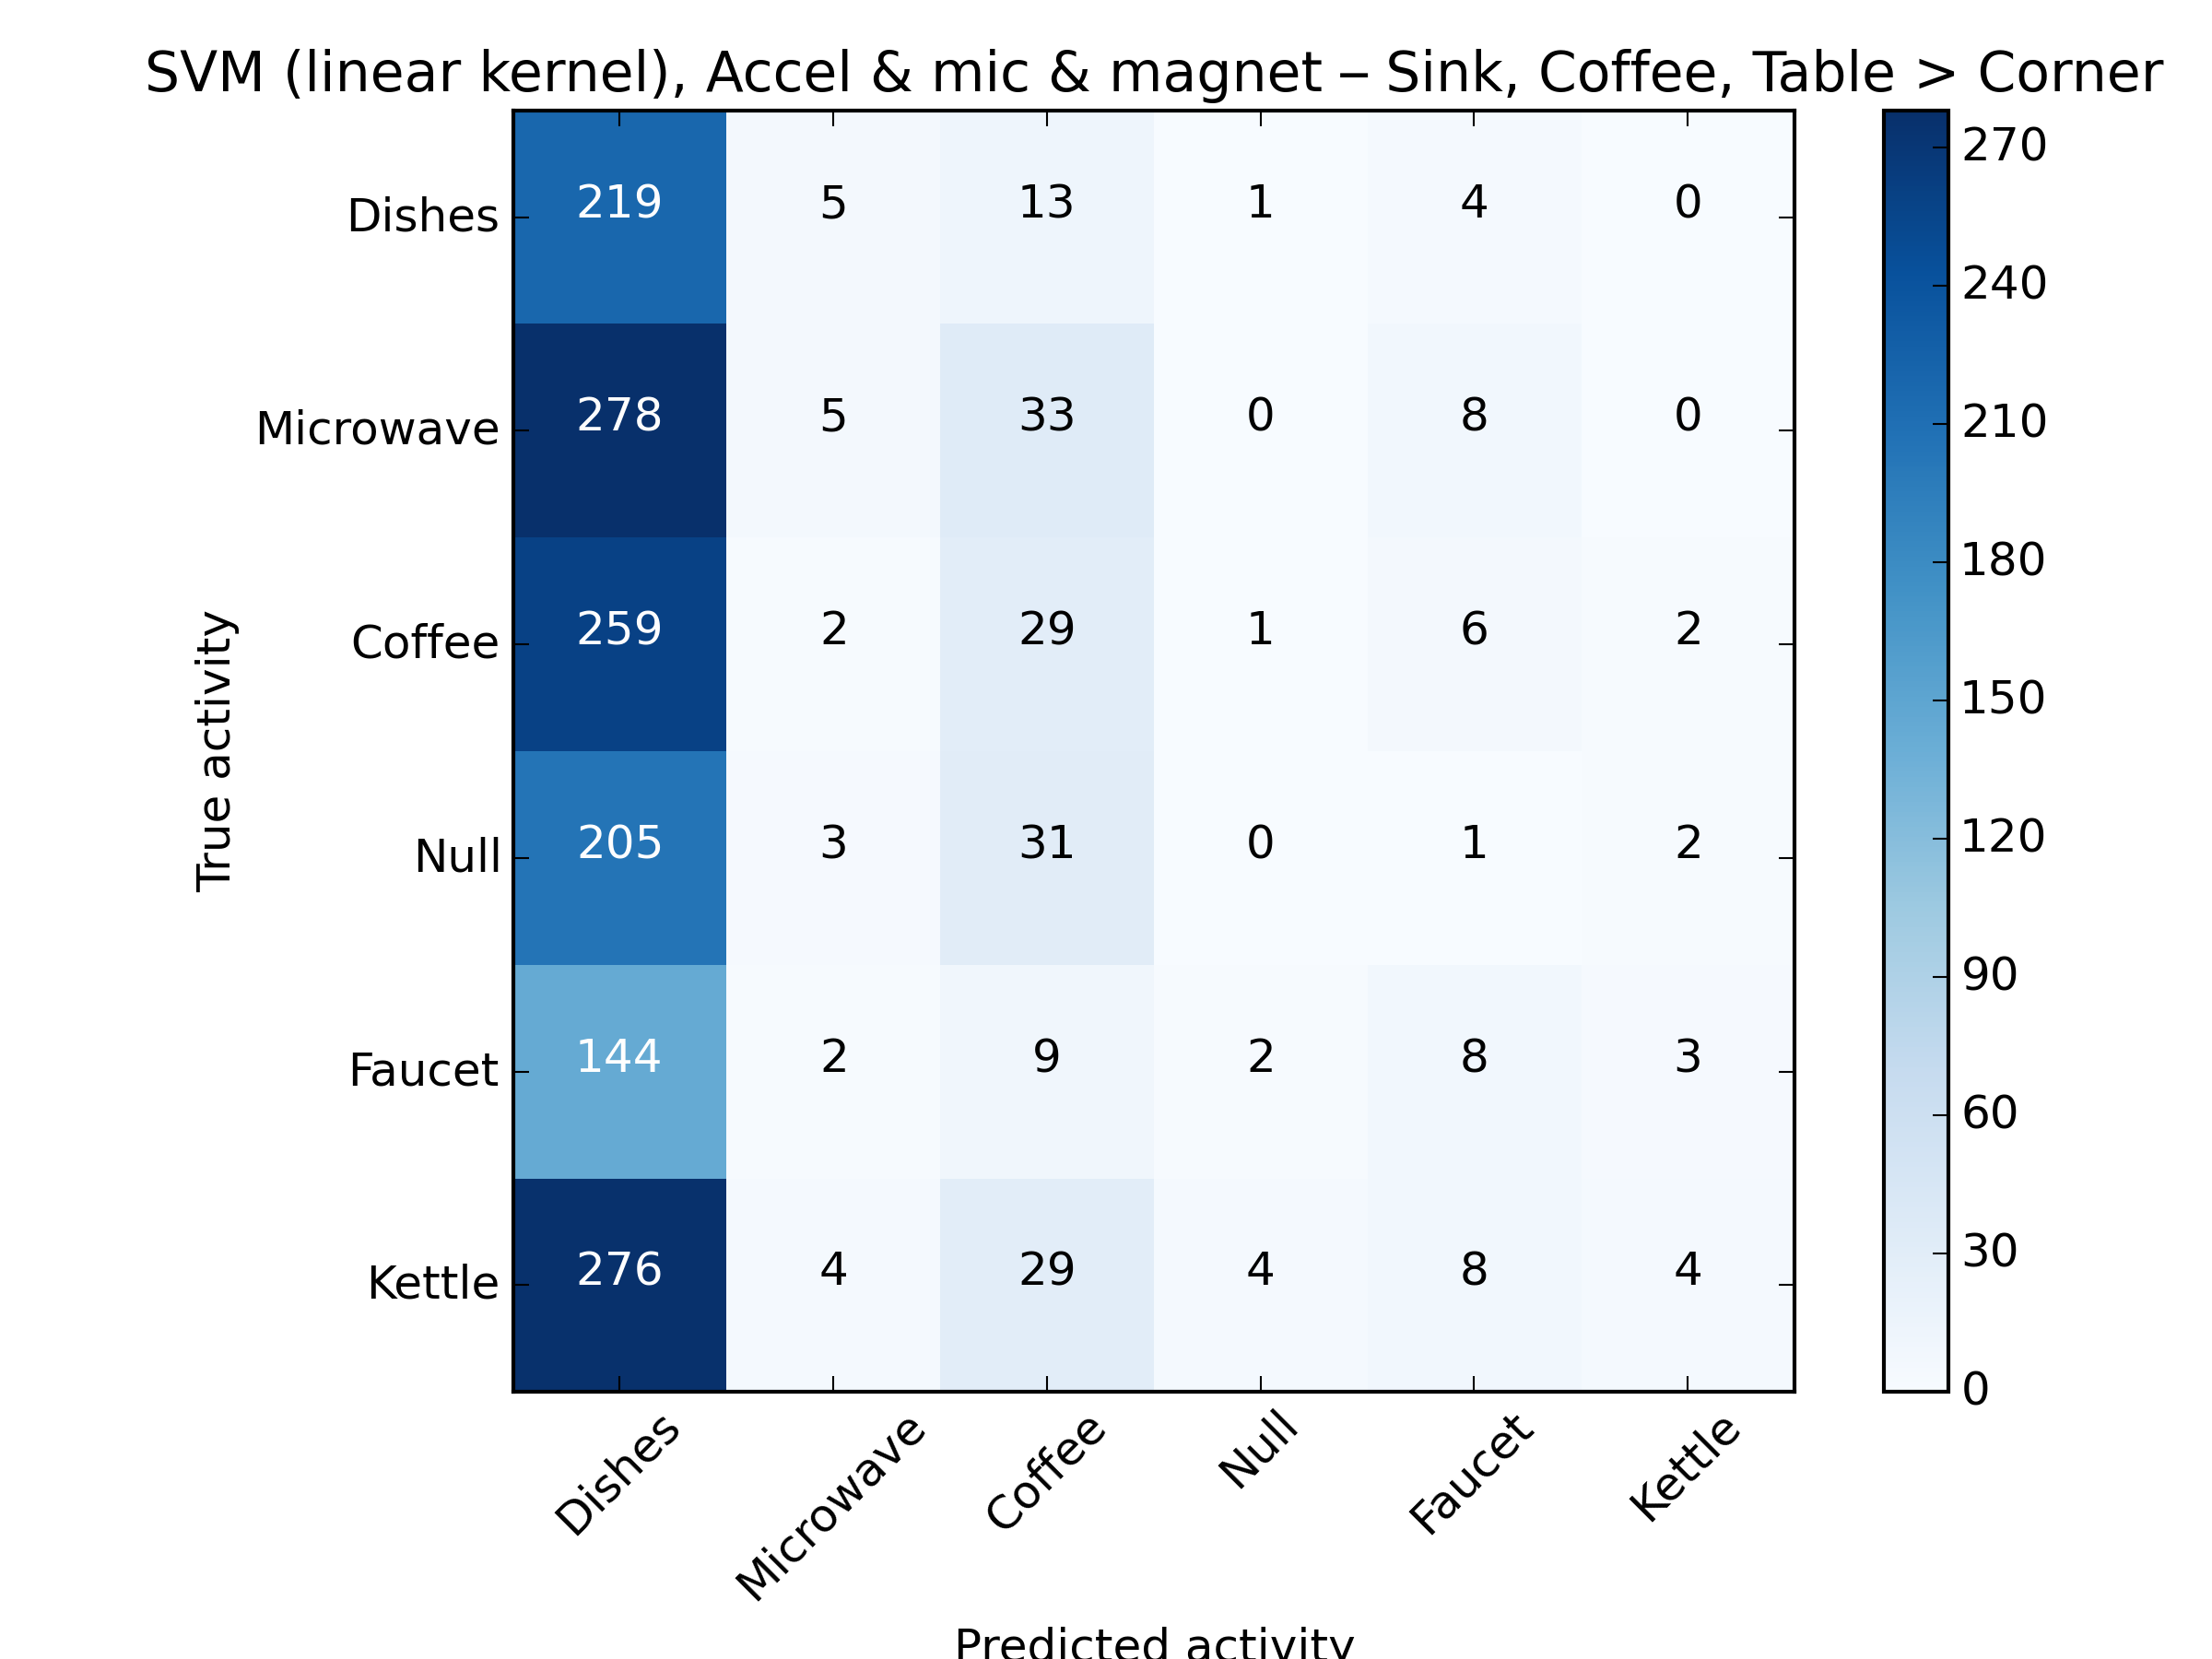 SVM (linear kernel), Accel & mic & magnet – Sink, Coffee, Table > Corner
Dishes 219 5 13 1 4 0
Microwave 278 5 33 0 8 0
Coffee 259 2 29 1 6 2
Null 205 3 31 0 1 2
Faucet 144 2 9 2 8 3
Kettle 276 4 29 4 8 4
True activity
Dishes Microwave Coffee Null Faucet Kettle
Predicted activity
270
240
210
180
150
120
90
60
30
0